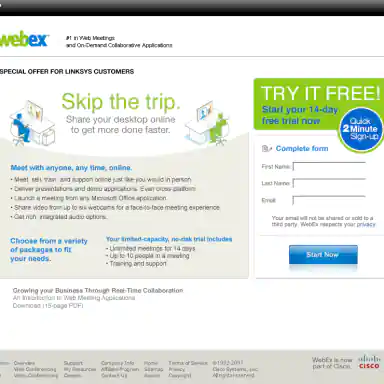 webex
#1 in Web Meetings
and On-Demand Collaborative Applications
SPECIAL OFFER FOR LINKSYS CUSTOMERS
Skip the trip.
Share your desktop online
to get more done faster.
TRY IT FREE!
Start your 14-day
free trial now
Quick
2 Minute
Sign-up
Complete form
First Name
Last Name
Email
Your email will not be shared or sold to a
third party. WebEx respects your privacy
Start Now
Meet with anyone, any time, online.
• Meet, sell, train, and support online just like you would in person
• Deliver presentations and demo applications. Even cross-platform
• Launch a meeting from any Microsoft Office application.
• Share video from up to six webcams for a face-to-face meeting experience
• Get rich, integrated audio options.
Choose from a variety
of packages to fit
your needs.
Your limited-capacity, no-risk trial includes
• Unlimited meetings for 14 days
• Up to 10 people in a meeting
• Training and support
Growing your Business Through Real-Time Collaboration
An Introduction to Web Meeting Applications
Download (15-page PDF)
Overview Support Company Info Sitemap Terms of Service ©1992-2007
Web Conferencing My Resources Affiliate Program Home Privacy Cisco Systems, Inc.
Video Conferencing Careers Contact Us Copyright All rights reserved.
WebEx is now
part of Cisco.
CISCO